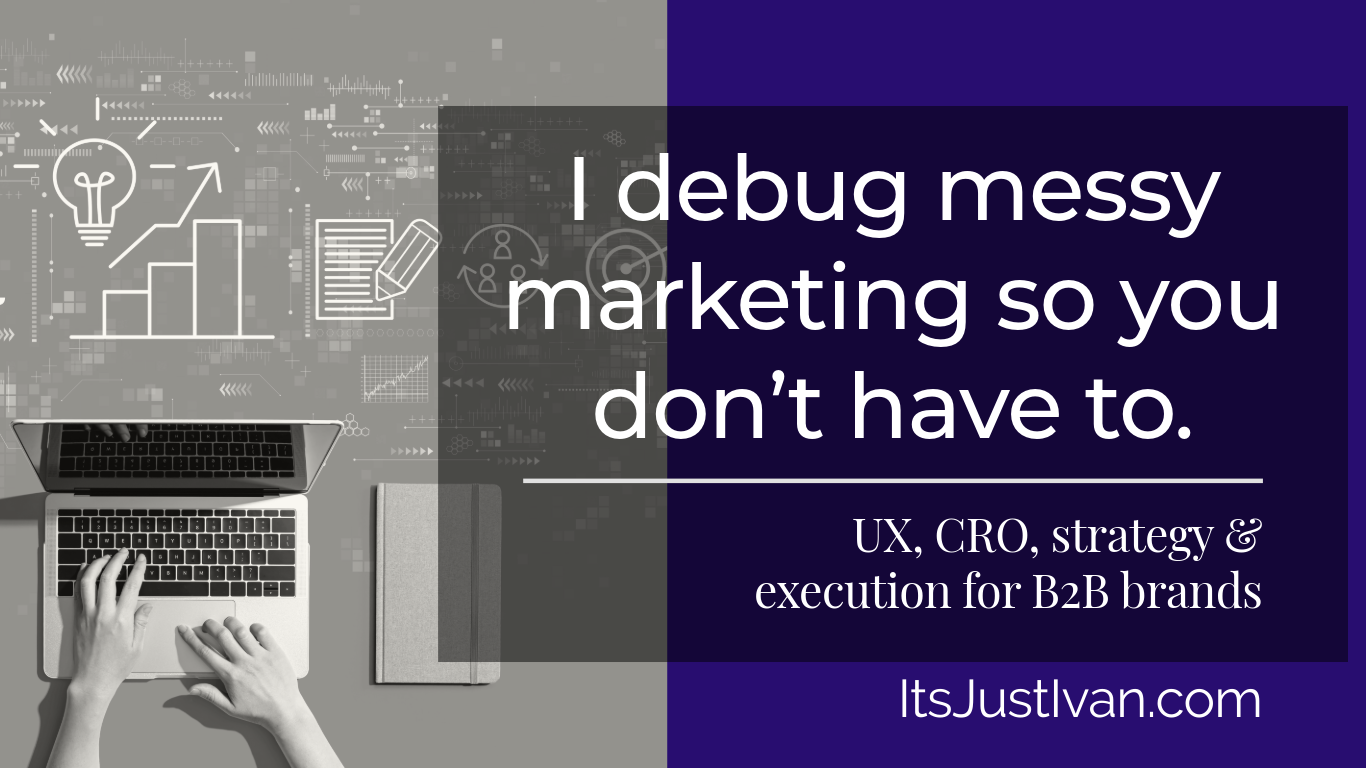 I debug messy
marketing so you
don’t have to.
UX, CRO, strategy &
execution for B2B brands
ItsJustIvan.com